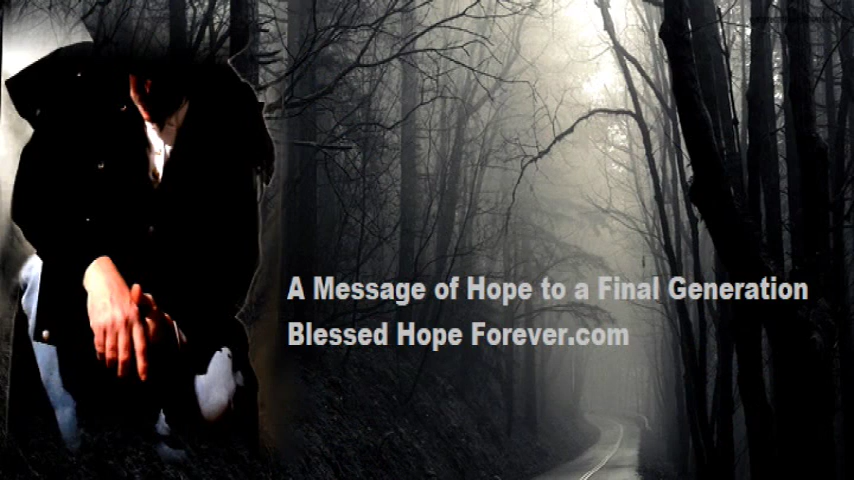 A Message of Hope to a Final Generation
Blessed Hope Forever.com